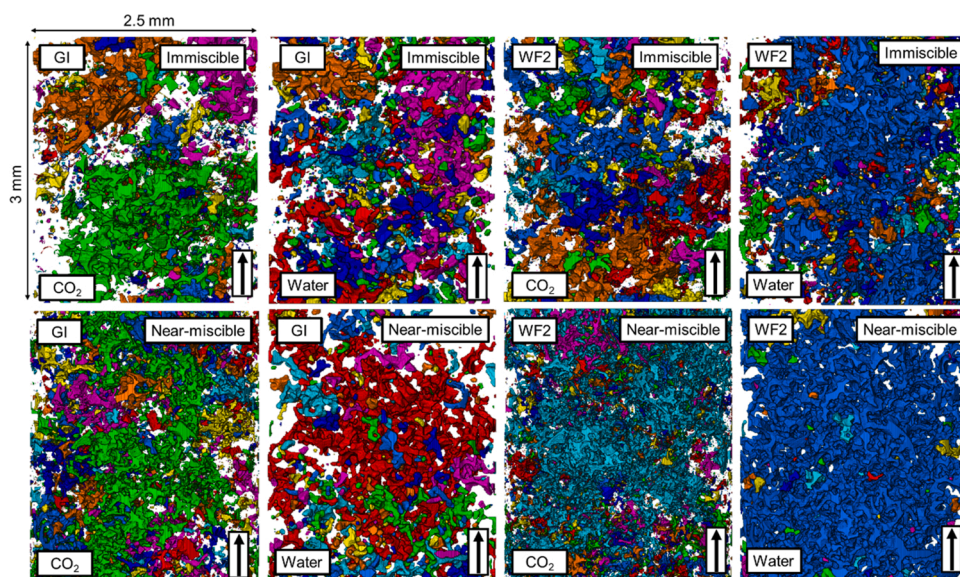 2.5 mm
3 mm
GI Immiscible
CO₂
GI Immiscible
Water
WF2 Immiscible
CO₂
WF2 Immiscible
Water
GI Near-miscible
CO₂
GI Near-miscible
Water
WF2 Near-miscible
CO₂
WF2 Near-miscible
Water